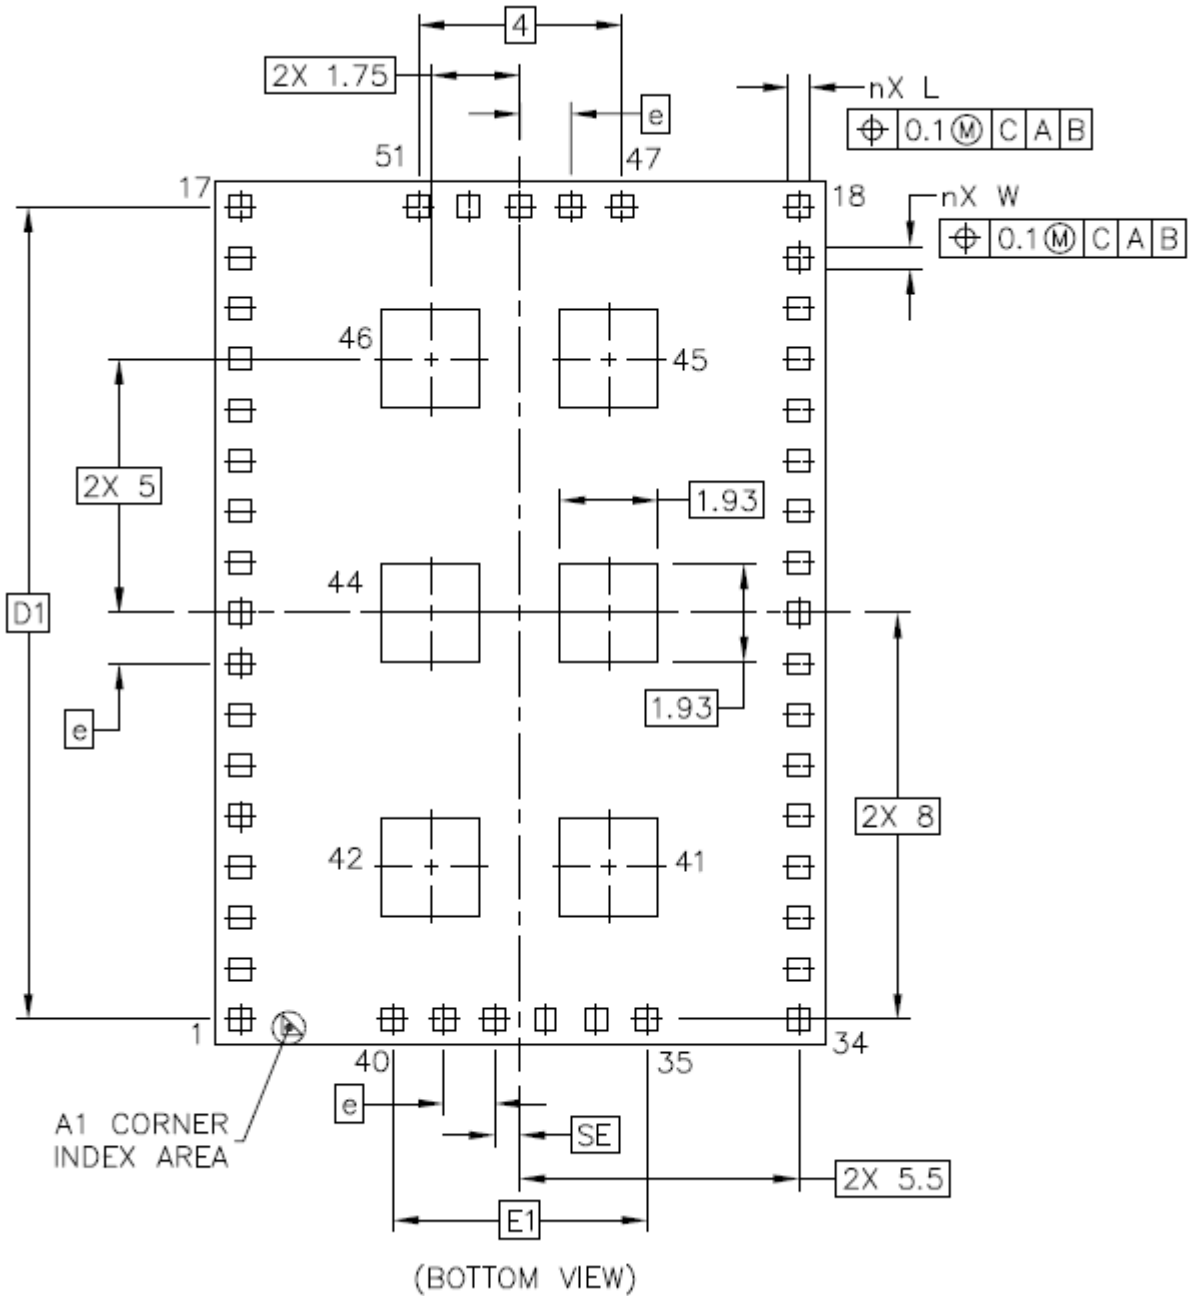 4
2X 1.75
nX L
e
⌖ 0.1 Ⓜ C A B
51
47
17
18
nX W
⌖ 0.1 Ⓜ C A B
46
45
2X 5
1.93
44
D1
1.93
e
2X 8
42
41
1
34
40
35
e
A1 CORNER
INDEX AREA
SE
2X 5.5
E1
(BOTTOM VIEW)